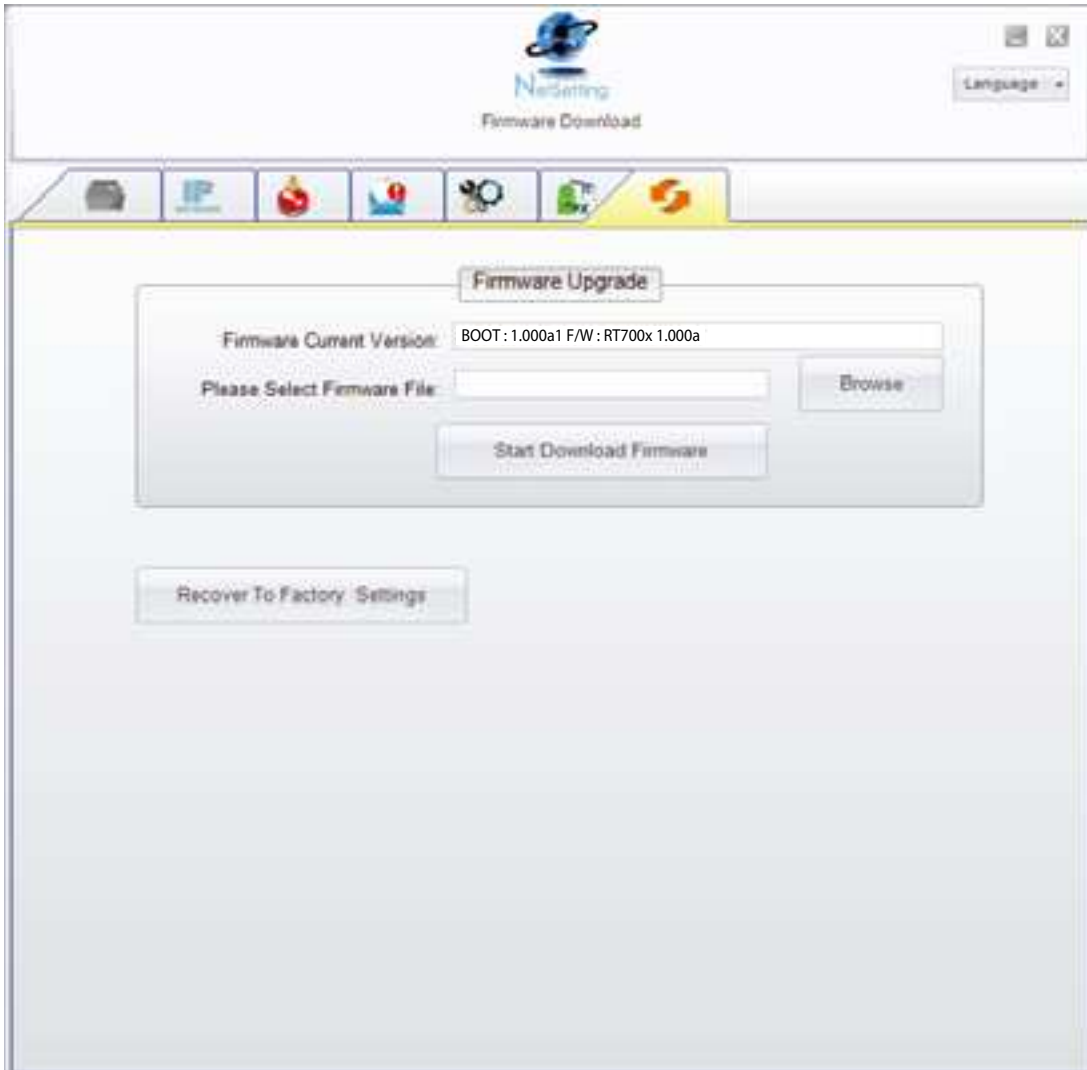 NetSetting
Firmware Download
Language
IP
Firmware Upgrade
Firmware Current Version: BOOT : 1.000a1 F/W : RT700x 1.000a
Please Select Firmware File:
Browse
Start Download Firmware
Recover To Factory Settings